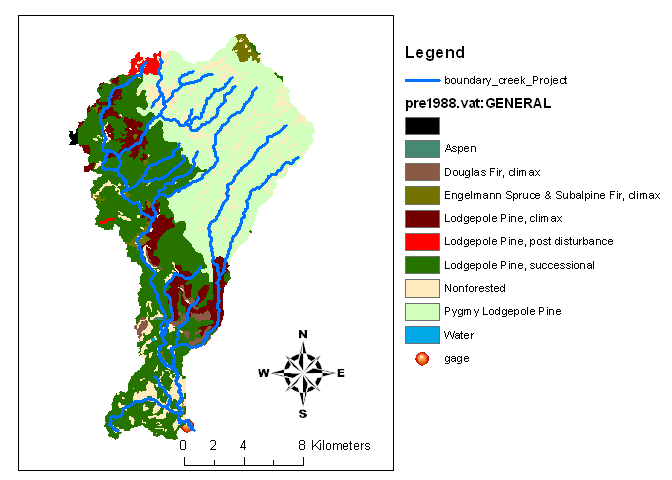 Legend
boundary_creek_Project
pre1988.vat:GENERAL
Aspen
Douglas Fir, climax
Engelmann Spruce & Subalpine Fir, climax
Lodgepole Pine, climax
Lodgepole Pine, post disturbance
Lodgepole Pine, successional
Nonforested
Pygmy Lodgepole Pine
Water
gage
N
W E
S
0 2 4 8 Kilometers